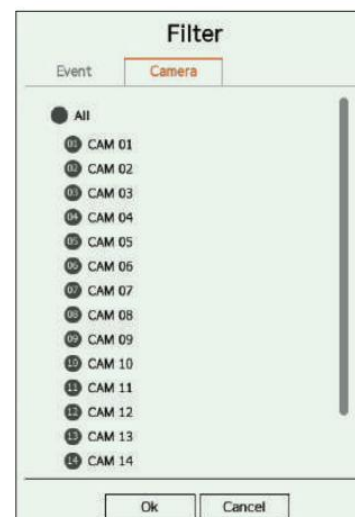 Filter
Event Camera
All
01 CAM 01
02 CAM 02
03 CAM 03
04 CAM 04
05 CAM 05
06 CAM 06
07 CAM 07
08 CAM 08
09 CAM 09
10 CAM 10
11 CAM 11
12 CAM 12
13 CAM 13
14 CAM 14
Ok Cancel